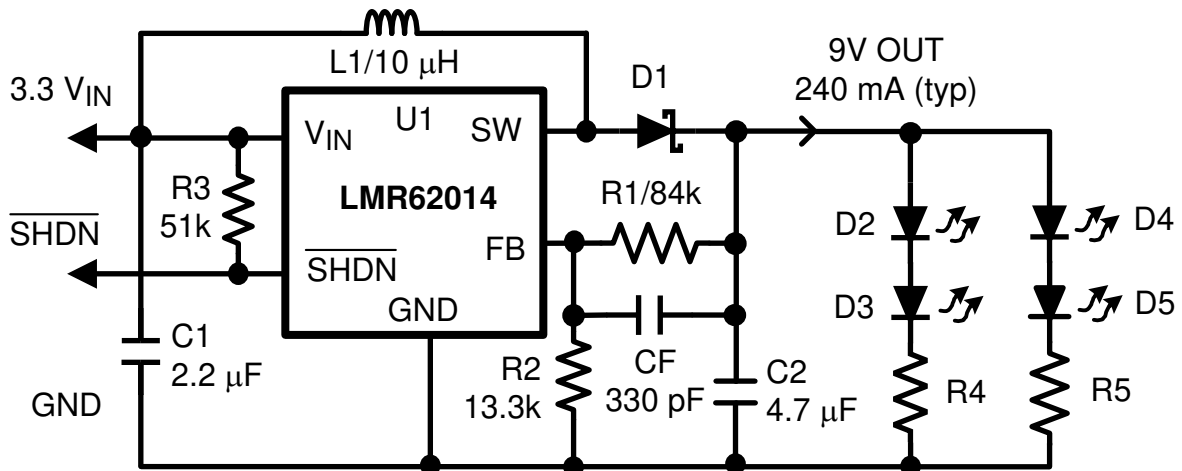 L1/10 μH
9V OUT
240 mA (typ)
D1
3.3 VIN
VIN
U1
SW
R3
51k
LMR62014
R1/84k
SHDN
SHDN
FB
GND
D2
D4
D3
D5
C1
2.2 μF
GND
R2
13.3k
CF
330 pF
C2
4.7 μF
R4
R5